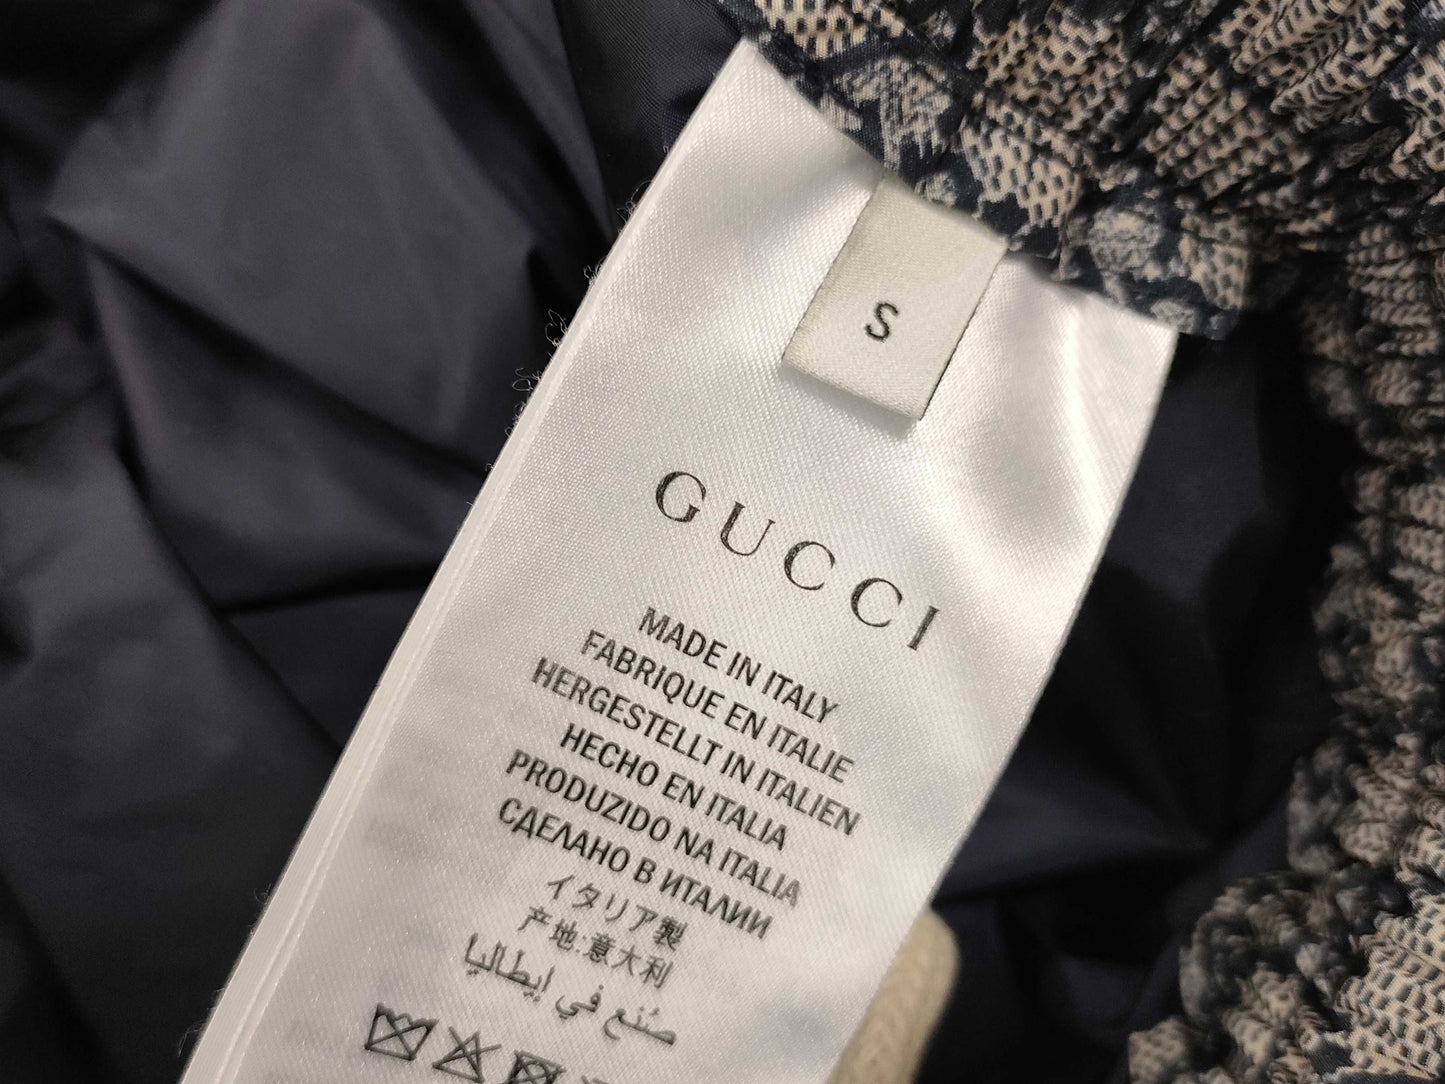 S
GUCCI
MADE IN ITALY
FABRIQUE EN ITALIE
HERGESTELLT IN ITALIEN
HECHO EN ITALIA
PRODUZIDO NA ITALIA
СДЕЛАНО В ИТАЛИИ
イタリア製
产地:意大利
صُنع في إيطاليا